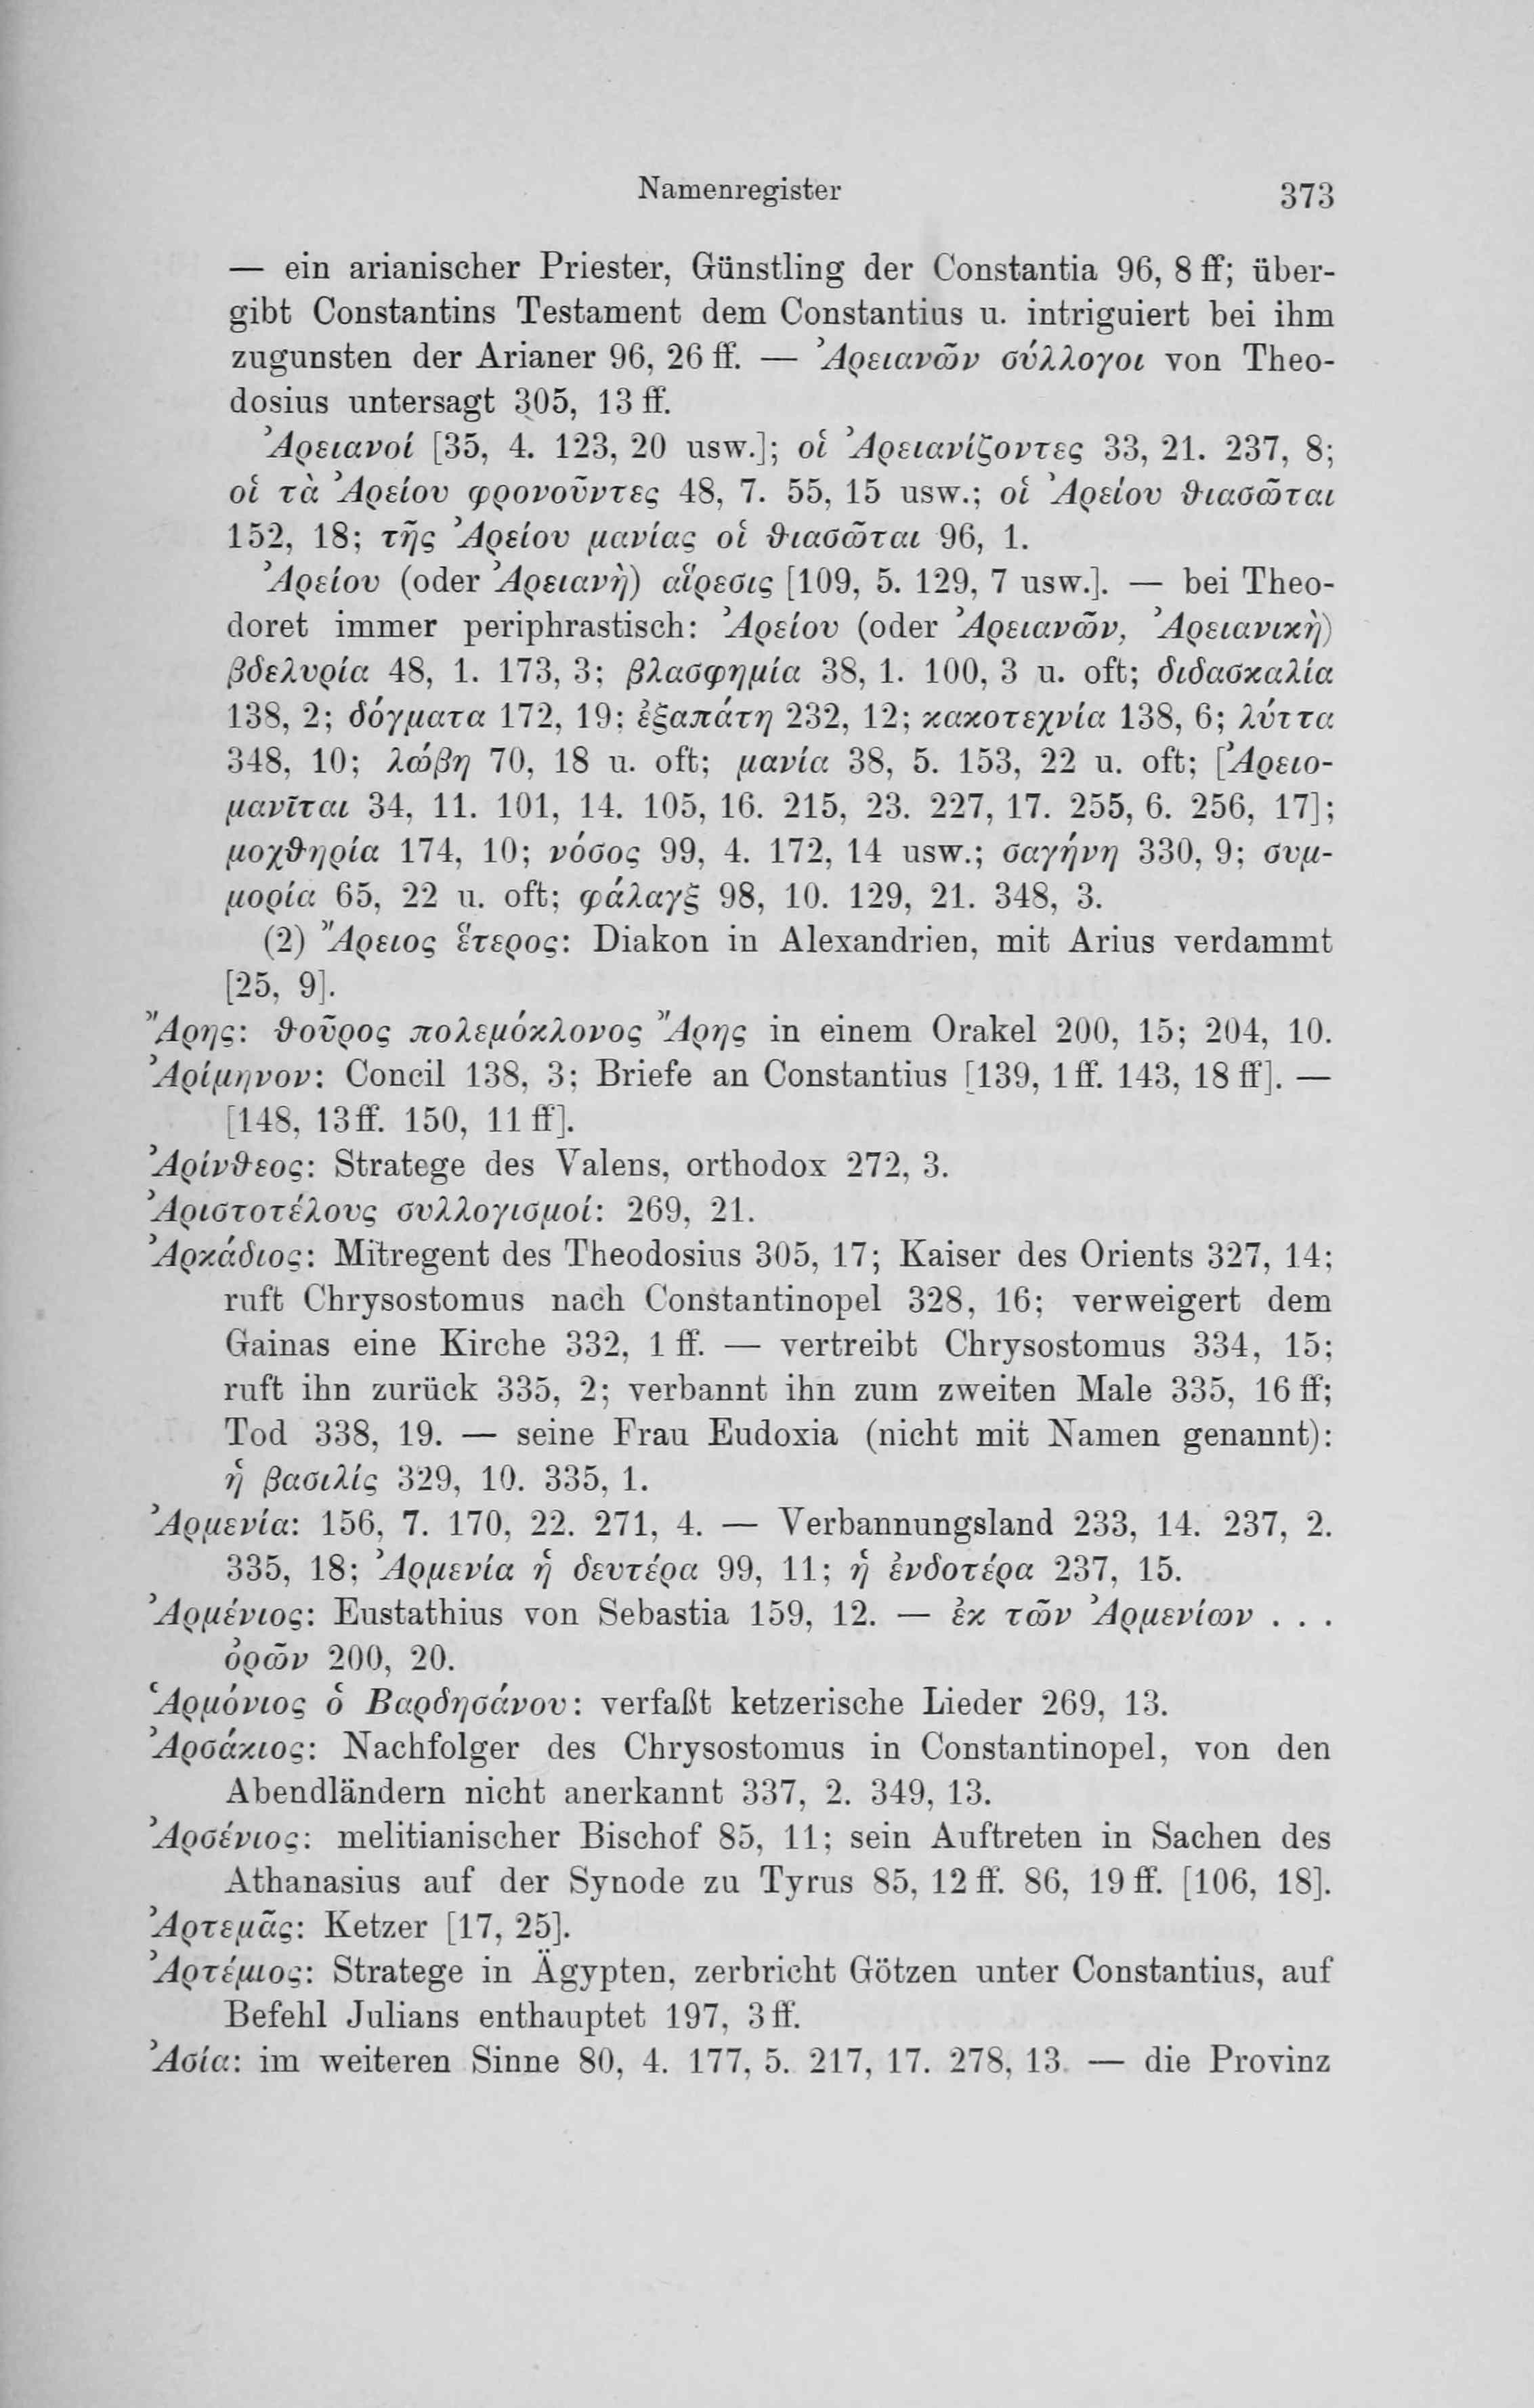 Namenregister 373
— ein arianischer Priester, Günstling der Constantia 96, 8 ff; über-
gibt Constantins Testament dem Constantius u. intriguiert bei ihm
zugunsten der Arianer 96, 26 ff. — Ἀρειανῶν σύλλογοι von Theo-
dosius untersagt 305, 13 ff.
Ἀρειανοί [35, 4. 123, 20 usw.]; οἱ Ἀρειανίζοντες 33, 21. 237, 8;
οἱ τὰ Ἀρείου φρονοῦντες 48, 7. 55, 15 usw.; οἱ Ἀρείου θιασῶται
152, 18; τῆς Ἀρείου μανίας οἱ θιασῶται 96, 1.
Ἀρείου (oder Ἀρειανὴ) αἵρεσις [109, 5. 129, 7 usw.]. — bei Theo-
doret immer periphrastisch: Ἀρείου (oder Ἀρειανῶν, Ἀρειανικὴ)
βδελυρία 48, 1. 173, 3; βλασφημία 38, 1. 100, 3 u. oft; διδασκαλία
138, 2; δόγματα 172, 19; ἐξαπάτη 232, 12; κακοτεχνία 138, 6; λύττα
348, 10; λώβη 70, 18 u. oft; μανία 38, 5. 153, 22 u. oft; [Ἀρειο-
μανῖται 34, 11. 101, 14. 105, 16. 215, 23. 227, 17. 255, 6. 256, 17];
μοχθηρία 174, 10; νόσος 99, 4. 172, 14 usw.; σαγήνη 330, 9; συμ-
μορία 65, 22 u. oft; φάλαγξ 98, 10. 129, 21. 348, 3.
(2) Ἄρειος ἕτερος: Diakon in Alexandrien, mit Arius verdammt
[25, 9].
Ἄρης: θοῦρος πολεμόκλονος Ἄρης in einem Orakel 200, 15; 204, 10.
Ἀρίμηνον: Concil 138, 3; Briefe an Constantius [139, 1 ff. 143, 18 ff]. —
[148, 13 ff. 150, 11 ff].
Ἀρίνθεος: Stratege des Valens, orthodox 272, 3.
Ἀριστοτέλους συλλογισμοί: 269, 21.
Ἀρκάδιος: Mitregent des Theodosius 305, 17; Kaiser des Orients 327, 14;
ruft Chrysostomus nach Constantinopel 328, 16; verweigert dem
Gainas eine Kirche 332, 1 ff. — vertreibt Chrysostomus 334, 15;
ruft ihn zurück 335, 2; verbannt ihn zum zweiten Male 335, 16 ff;
Tod 338, 19. — seine Frau Eudoxia (nicht mit Namen genannt):
ἡ βασιλίς 329, 10. 335, 1.
Ἀρμενία: 156, 7. 170, 22. 271, 4. — Verbannungsland 233, 14. 237, 2.
335, 18; Ἀρμενία ἡ δευτέρα 99, 11; ἡ ἐνδοτέρα 237, 15.
Ἀρμένιος: Eustathius von Sebastia 159, 12. — ἐκ τῶν Ἀρμενίων . . .
ὀρῶν 200, 20.
Ἁρμόνιος ὁ Βαρδησάνου: verfaßt ketzerische Lieder 269, 13.
Ἀρσάκιος: Nachfolger des Chrysostomus in Constantinopel, von den
Abendländern nicht anerkannt 337, 2. 349, 13.
Ἀρσένιος: melitianischer Bischof 85, 11; sein Auftreten in Sachen des
Athanasius auf der Synode zu Tyrus 85, 12 ff. 86, 19 ff. [106, 18].
Ἀρτεμᾶς: Ketzer [17, 25].
Ἀρτέμιος: Stratege in Ägypten, zerbricht Götzen unter Constantius, auf
Befehl Julians enthauptet 197, 3 ff.
Ἀσία: im weiteren Sinne 80, 4. 177, 5. 217, 17. 278, 13. — die Provinz